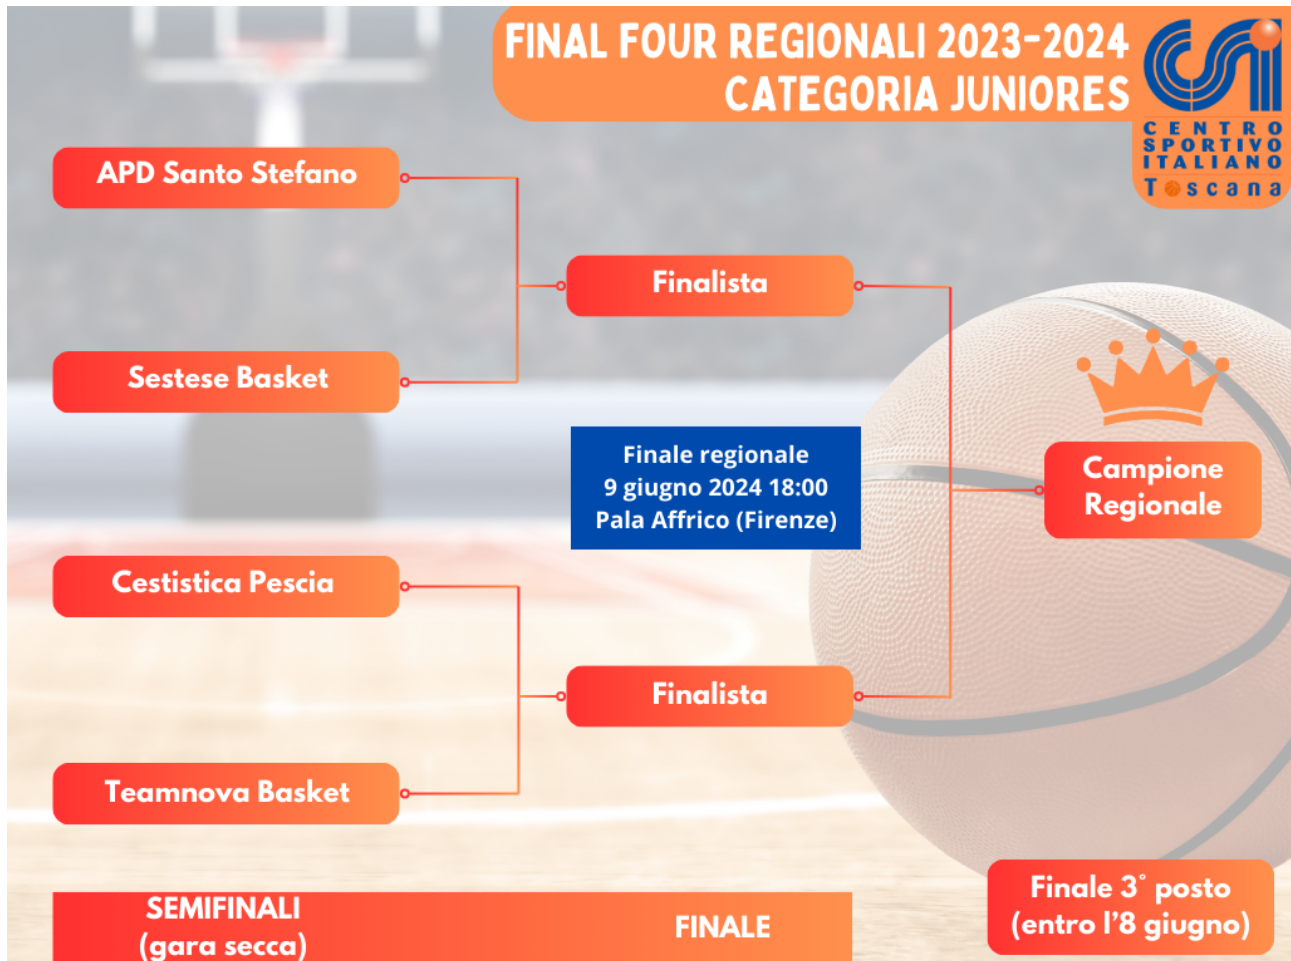 FINAL FOUR REGIONALI 2023-2024
CATEGORIA JUNIORES
CSI
CENTRO
SPORTIVO
ITALIANO
Toscana
APD Santo Stefano
Finalista
Sestese Basket
Finale regionale
9 giugno 2024 18:00
Pala Affrico (Firenze)
Campione
Regionale
Cestistica Pescia
Finalista
Teamnova Basket
SEMIFINALI
(gara secca)
FINALE
Finale 3° posto
(entro l'8 giugno)